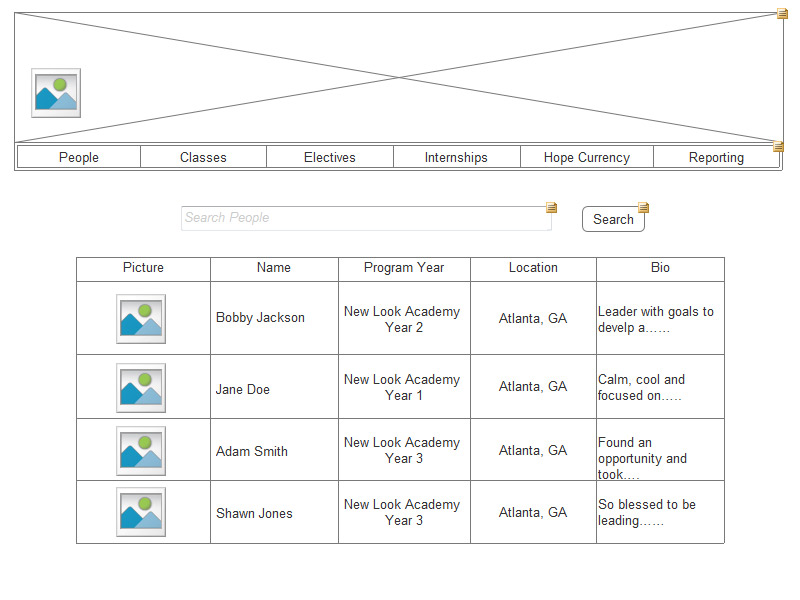 People Classes Electives Internships Hope Currency Reporting
Search People Search
Picture Name Program Year Location Bio
Bobby Jackson
New Look Academy
Year 2
Atlanta, GA
Leader with goals to
develp a……
Jane Doe
New Look Academy
Year 1
Atlanta, GA
Calm, cool and
focused on…..
Adam Smith
New Look Academy
Year 3
Atlanta, GA
Found an
opportunity and
took….
Shawn Jones
New Look Academy
Year 3
Atlanta, GA
So blessed to be
leading……